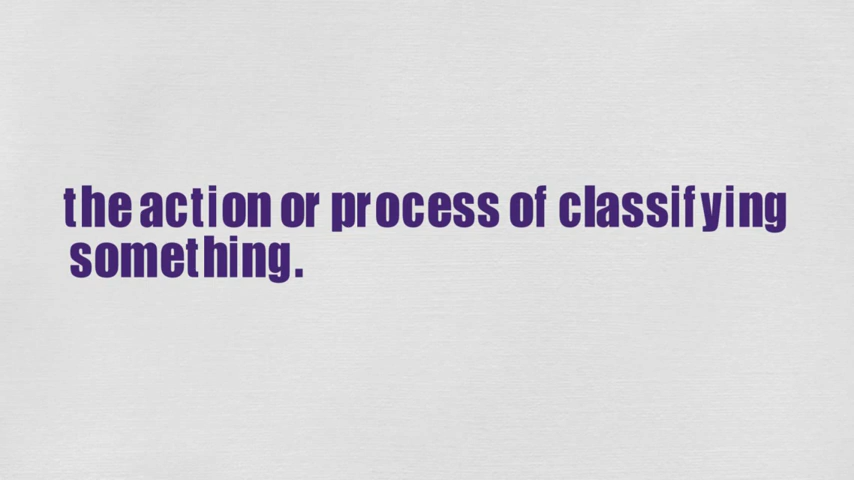 the action or process of classifying
something.